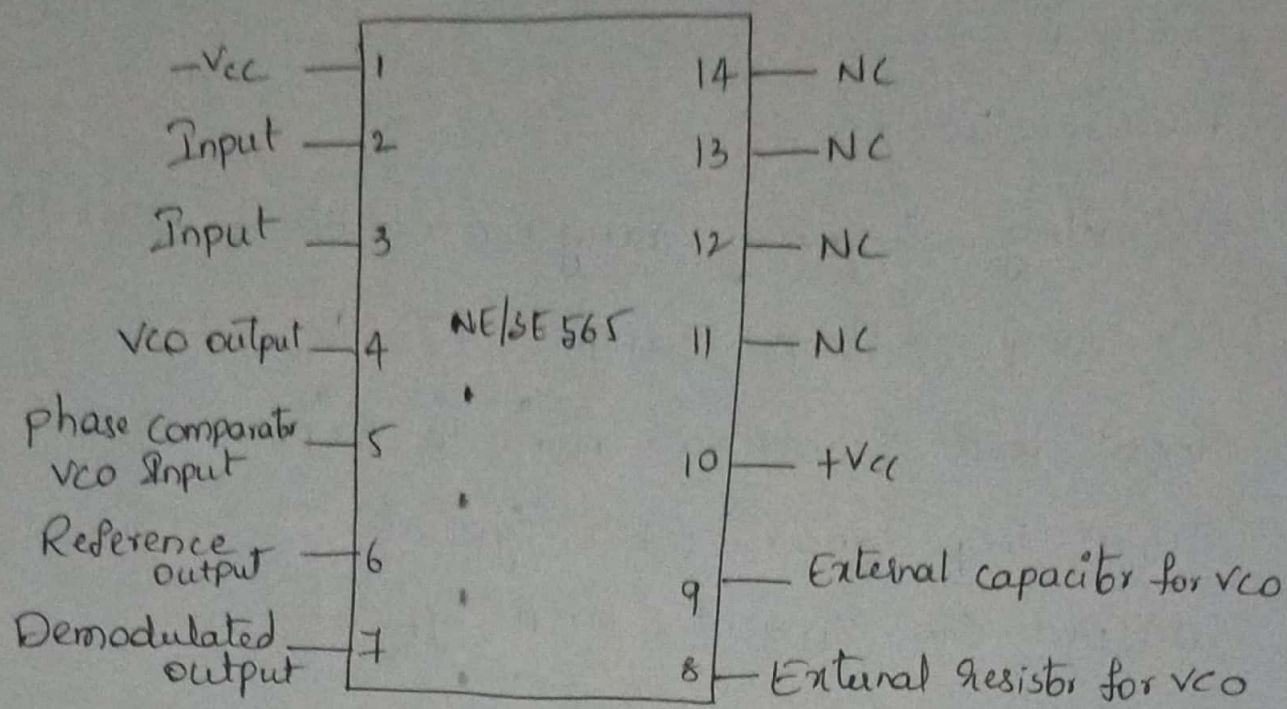 -Vcc 1
Input 2
Input 3
VCO output 4
phase comparator 5
VCO Input
Reference 6
output
Demodulated 7
output
NE/SE 565
14 NC
13 NC
12 NC
11 NC
10 +Vcc
9 External capacitor for VCO
8 External resistor for VCO